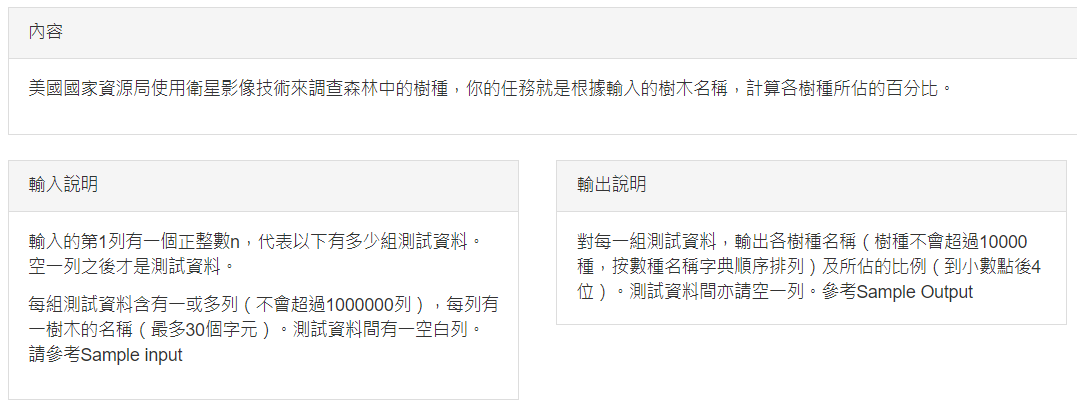 內容
美國國家資源局使用衛星影像技術來調查森林中的樹種，你的任務就是根據輸入的樹木名稱，計算各樹種所佔的百分比。
輸入說明
輸入的第1列有一個正整數n，代表以下有多少組測試資料。
空一列之後才是測試資料。
每組測試資料含有一或多列（不會超過1000000列），每列有
一樹木的名稱（最多30個字元）。測試資料間有一空白列。
請參考Sample input
輸出說明
對每一組測試資料，輸出各樹種名稱（樹種不會超過10000
種，按數種名稱字典順序排列）及所佔的比例（到小數點後4
位）。測試資料間亦請空一列。參考Sample Output